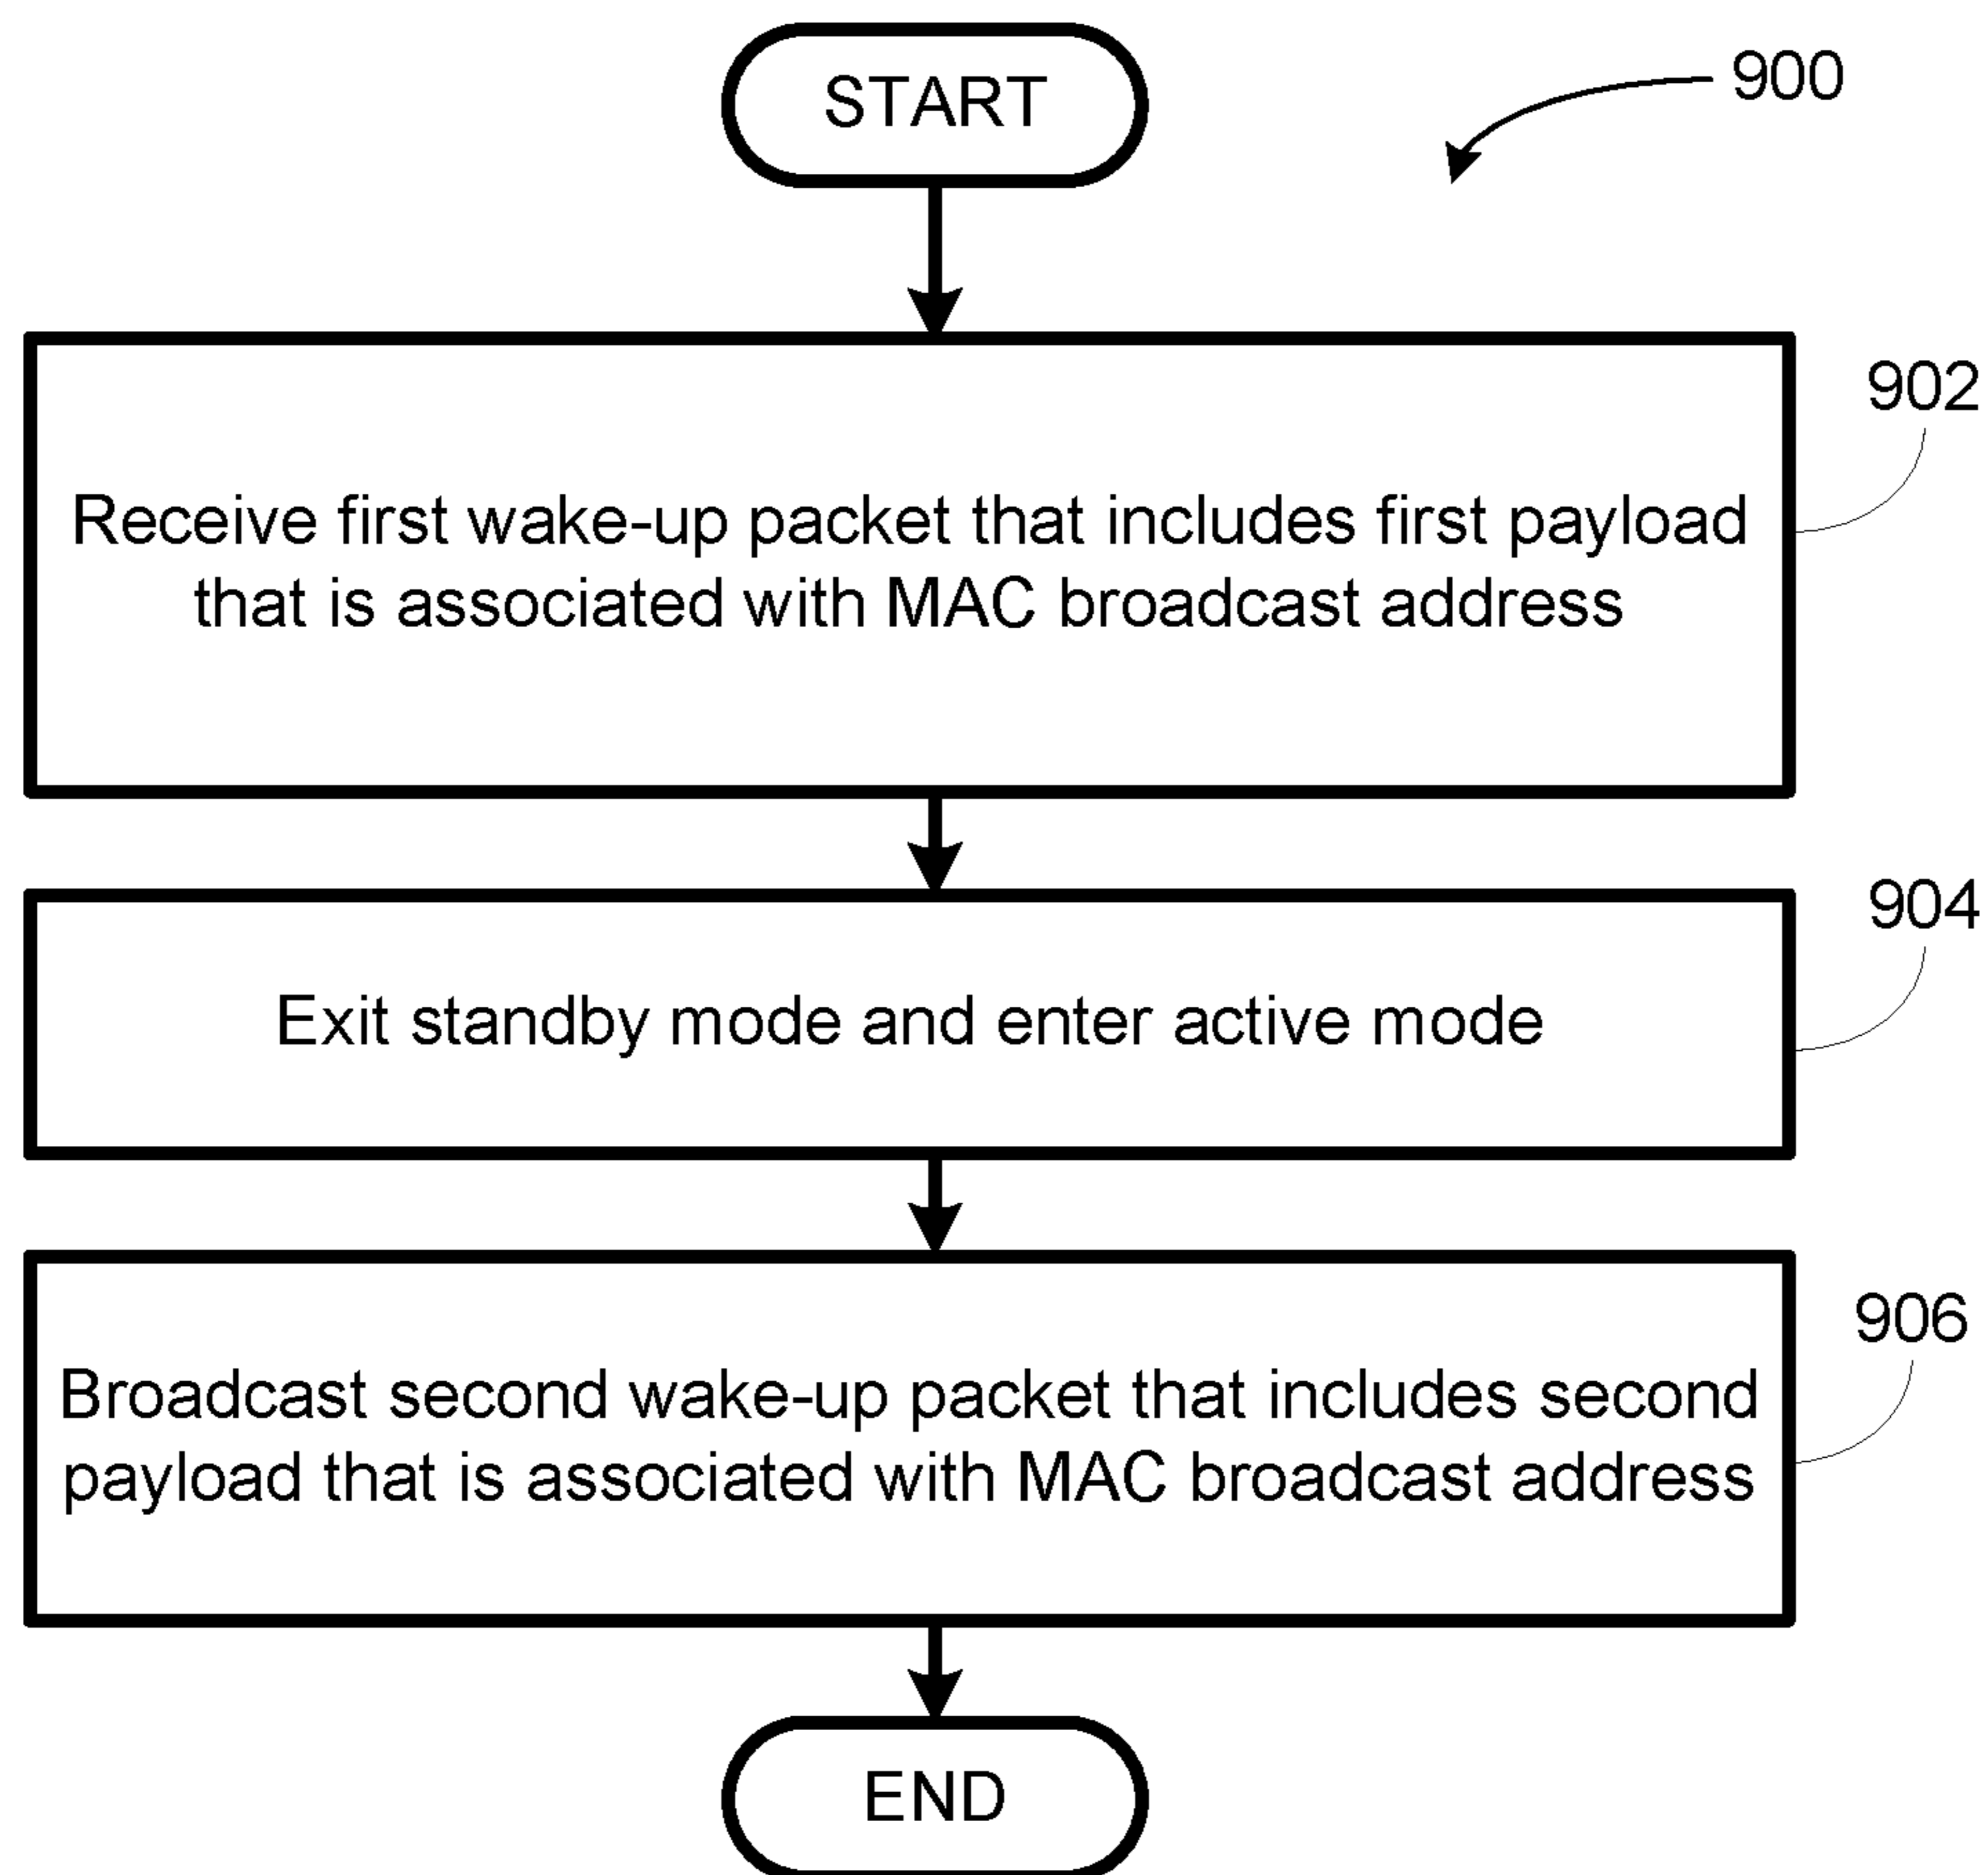 START
900
902
Receive first wake-up packet that includes first payload
that is associated with MAC broadcast address
904
Exit standby mode and enter active mode
906
Broadcast second wake-up packet that includes second
payload that is associated with MAC broadcast address
END